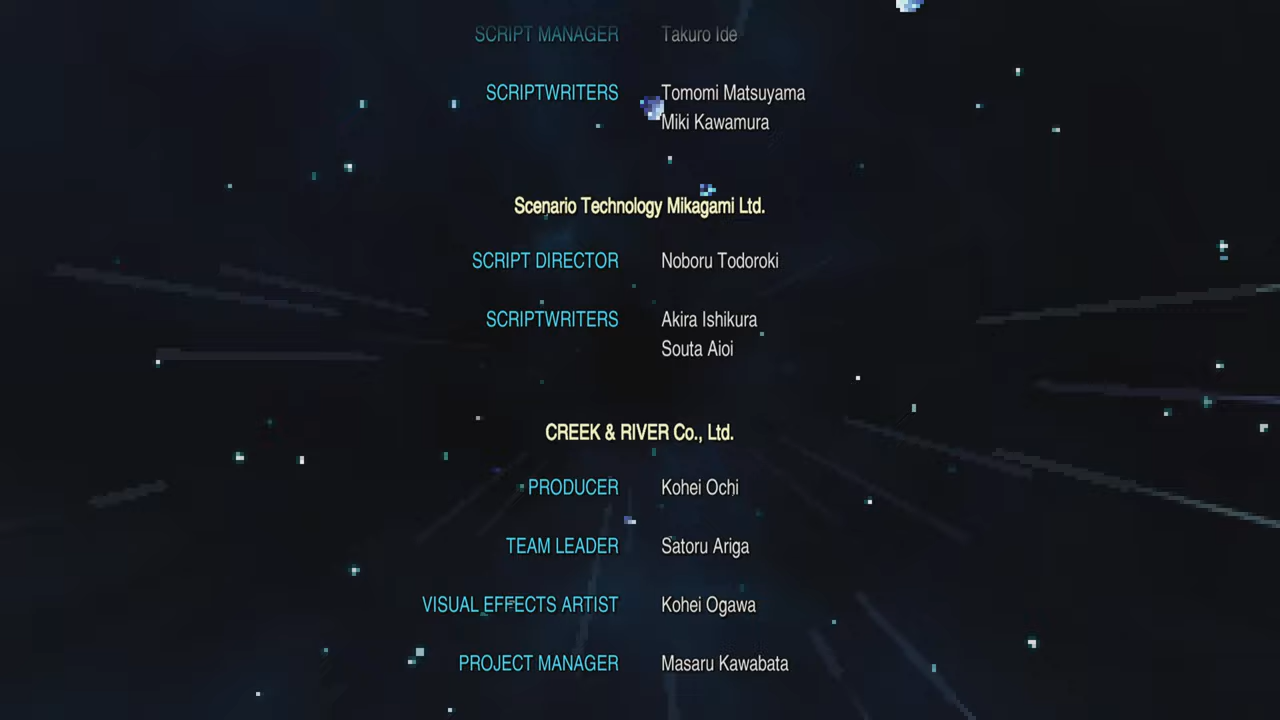 SCRIPT MANAGER Takuro Ide
SCRIPTWRITERS Tomomi Matsuyama
Miki Kawamura
Scenario Technology Mikagami Ltd.
SCRIPT DIRECTOR Noboru Todoroki
SCRIPTWRITERS Akira Ishikura
Souta Aioi
CREEK & RIVER Co., Ltd.
PRODUCER Kohei Ochi
TEAM LEADER Satoru Ariga
VISUAL EFFECTS ARTIST Kohei Ogawa
PROJECT MANAGER Masaru Kawabata